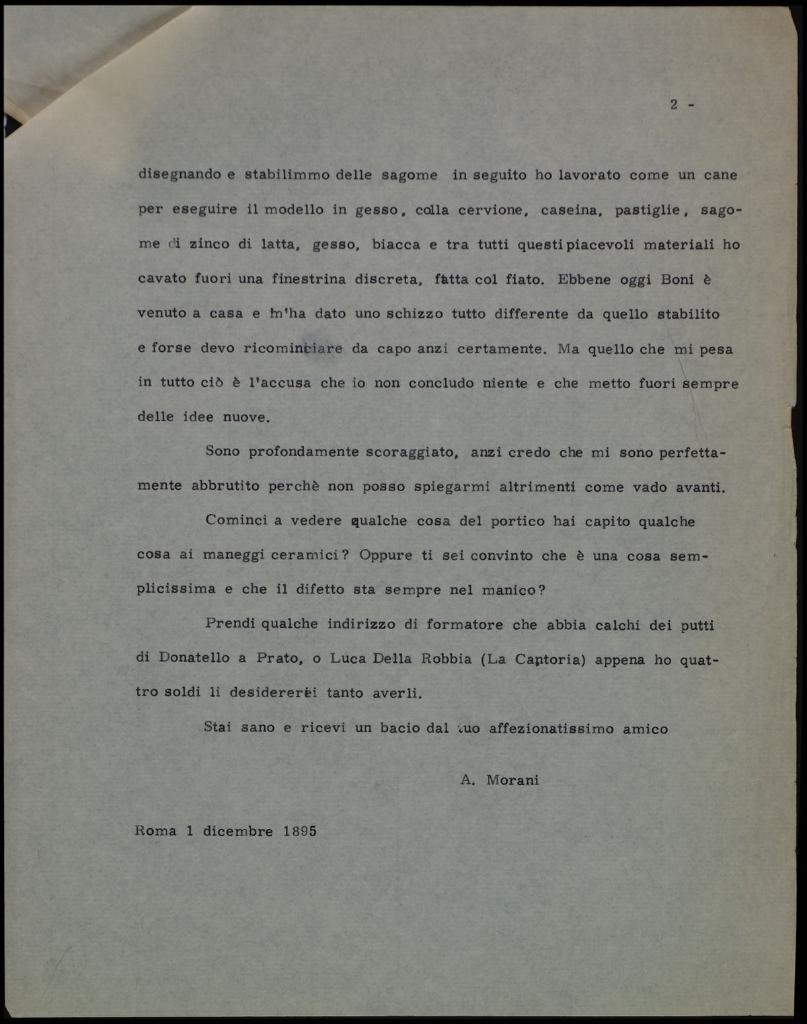 2 -
disegnando e stabilimmo delle sagome in seguito ho lavorato come un cane
per eseguire il modello in gesso, colla cervione, caseina, pastiglie, sago-
me di zinco di latta, gesso, biacca e tra tutti questi piacevoli materiali ho
cavato fuori una finestrina discreta, fatta col fiato. Ebbene oggi Boni è
venuto a casa e m'ha dato uno schizzo tutto differente da quello stabilito
e forse devo ricominciare da capo anzi certamente. Ma quello che mi pesa
in tutto ciò è l'accusa che io non concludo niente e che metto fuori sempre
delle idee nuove.
Sono profondamente scoraggiato, anzi credo che mi sono perfetta-
mente abbrutito perchè non posso spiegarmi altrimenti come vado avanti.
Cominci a vedere qualche cosa del portico hai capito qualche
cosa ai maneggi ceramici? Oppure ti sei convinto che è una cosa sem-
plicissima e che il difetto sta sempre nel manico?
Prendi qualche indirizzo di formatore che abbia calchi dei putti
di Donatello a Prato, o Luca Della Robbia (La Cantoria) appena ho quat-
tro soldi li desidererei tanto averli.
Stai sano e ricevi un bacio dal tuo affezionatissimo amico
A. Morani
Roma 1 dicembre 1895